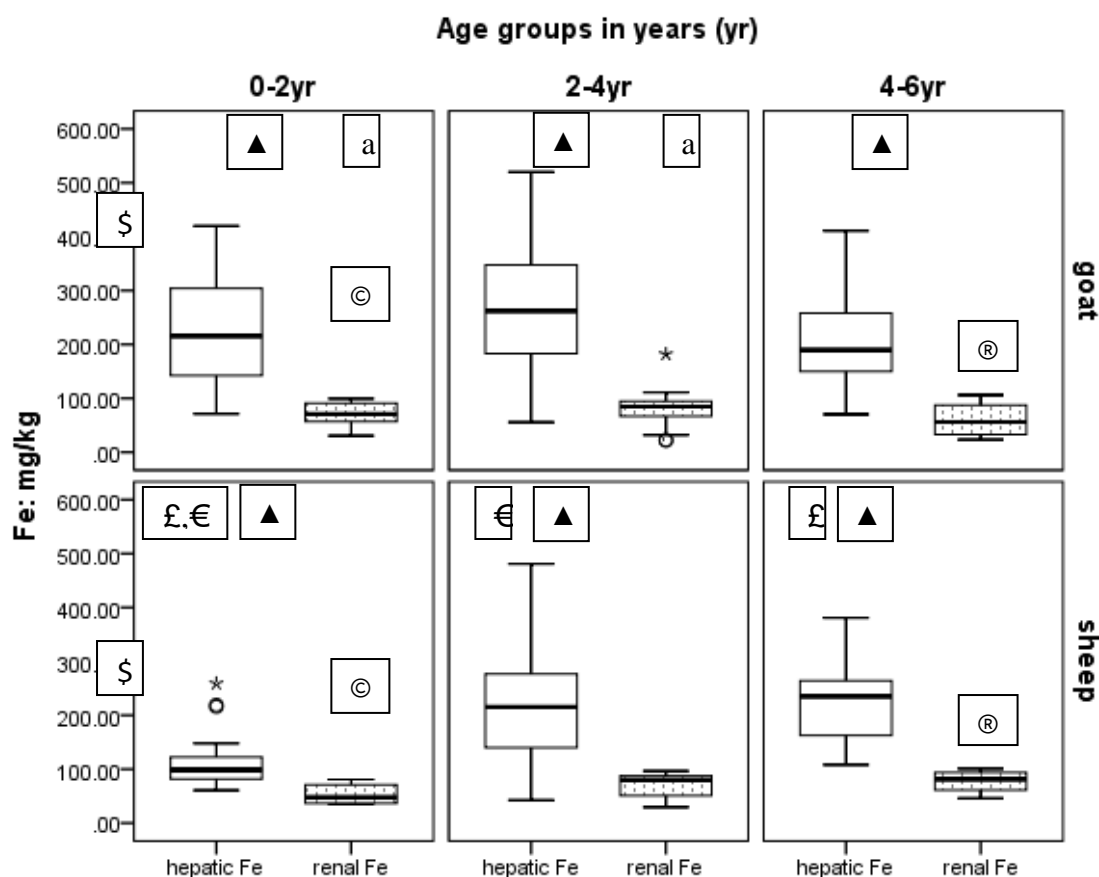 Age groups in years (yr)
0-2yr 2-4yr 4-6yr
Fe: mg/kg
600.00
500.00
400.
300.00
200.00
100.00
.00
▲ a ▲ a ▲
$
© * ®
goat
600.00
500.00
400.00
300.
200.00
100.00
.00
£,€ ▲ € ▲ £ ▲
$
* © ®
sheep
hepatic Fe renal Fe hepatic Fe renal Fe hepatic Fe renal Fe